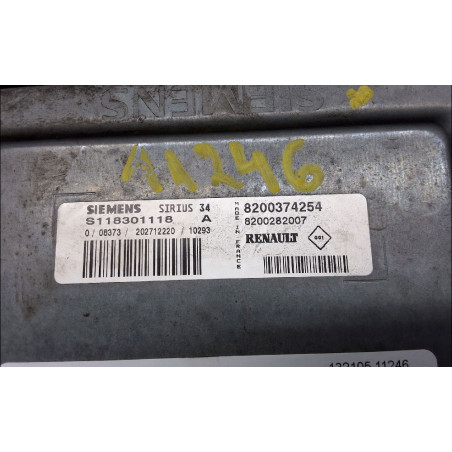 SIEMENS
11246
SIEMENS SIRIUS 34
S118301118 A
0 / 08373 / 202712220 / 10293
MADE IN FRANCE
8200374254
8200282007
RENAULT
132105 11246